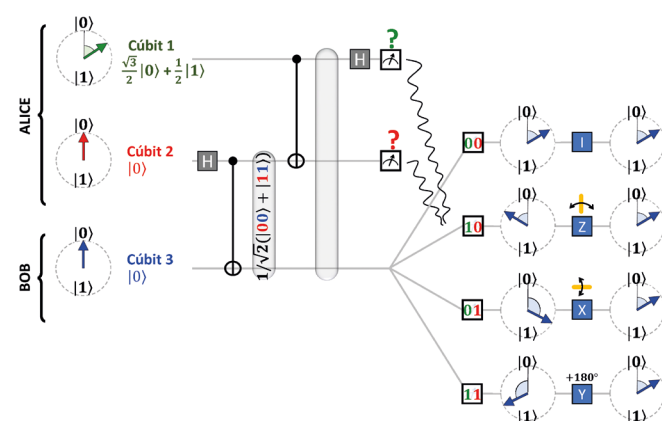 ALICE
|0⟩
|1⟩
Cúbit 1
√3/2 |0⟩ + 1/2 |1⟩
|0⟩
|1⟩
Cúbit 2
|0⟩
BOB
|0⟩
|1⟩
Cúbit 3
|0⟩
H
1/√2(|00⟩ + |11⟩)
H
?
?
00
|0⟩
|1⟩
I
|0⟩
|1⟩
10
|0⟩
|1⟩
Z
|0⟩
|1⟩
01
|0⟩
|1⟩
X
|0⟩
|1⟩
11
|0⟩
|1⟩
+180°
Y
|0⟩
|1⟩